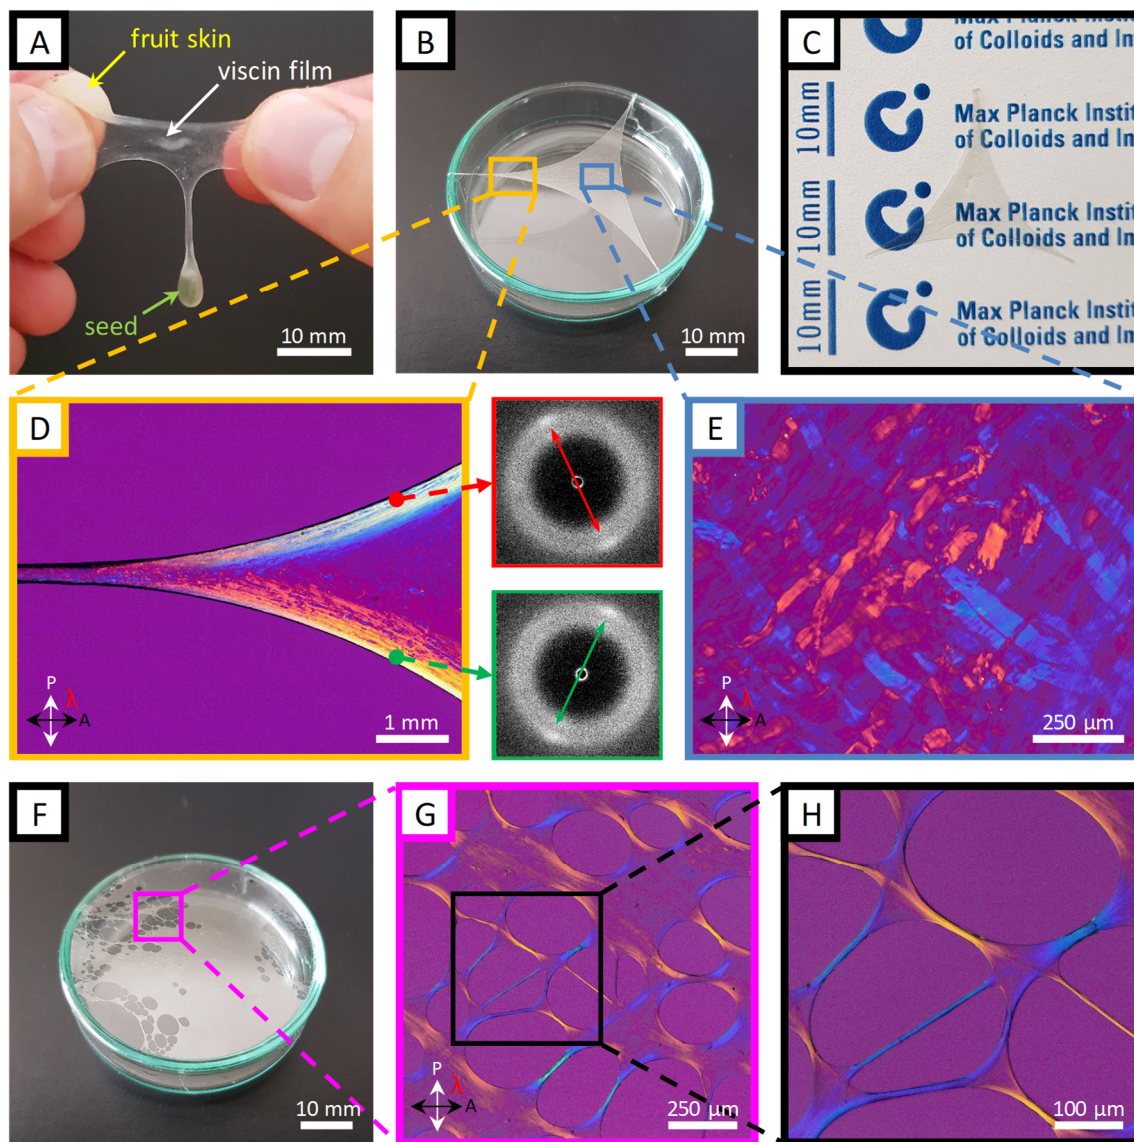 A
fruit skin
viscin film
seed
10 mm
B
10 mm
C
of Colloids and In
10mm
Max Planck Instit
of Colloids and In
10mm
Max Planck Instit
of Colloids and In
10mm
Max Planck Instit
of Colloids and In
D
P
λ
A
1 mm
E
P
λ
A
250 µm
F
10 mm
G
P
λ
A
250 µm
H
100 µm